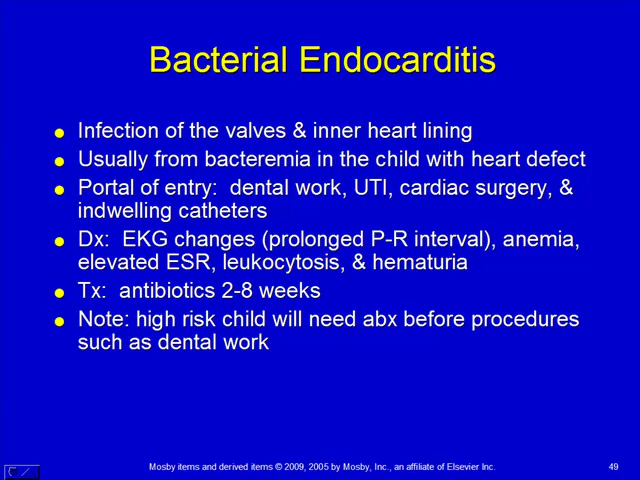 Bacterial Endocarditis
Infection of the valves & inner heart lining
Usually from bacteremia in the child with heart defect
Portal of entry:  dental work, UTI, cardiac surgery, &
indwelling catheters
Dx:  EKG changes (prolonged P-R interval), anemia,
elevated ESR, leukocytosis, & hematuria
Tx:  antibiotics 2-8 weeks
Note: high risk child will need abx before procedures
such as dental work
Mosby items and derived items © 2009, 2005 by Mosby, Inc., an affiliate of Elsevier Inc.
49